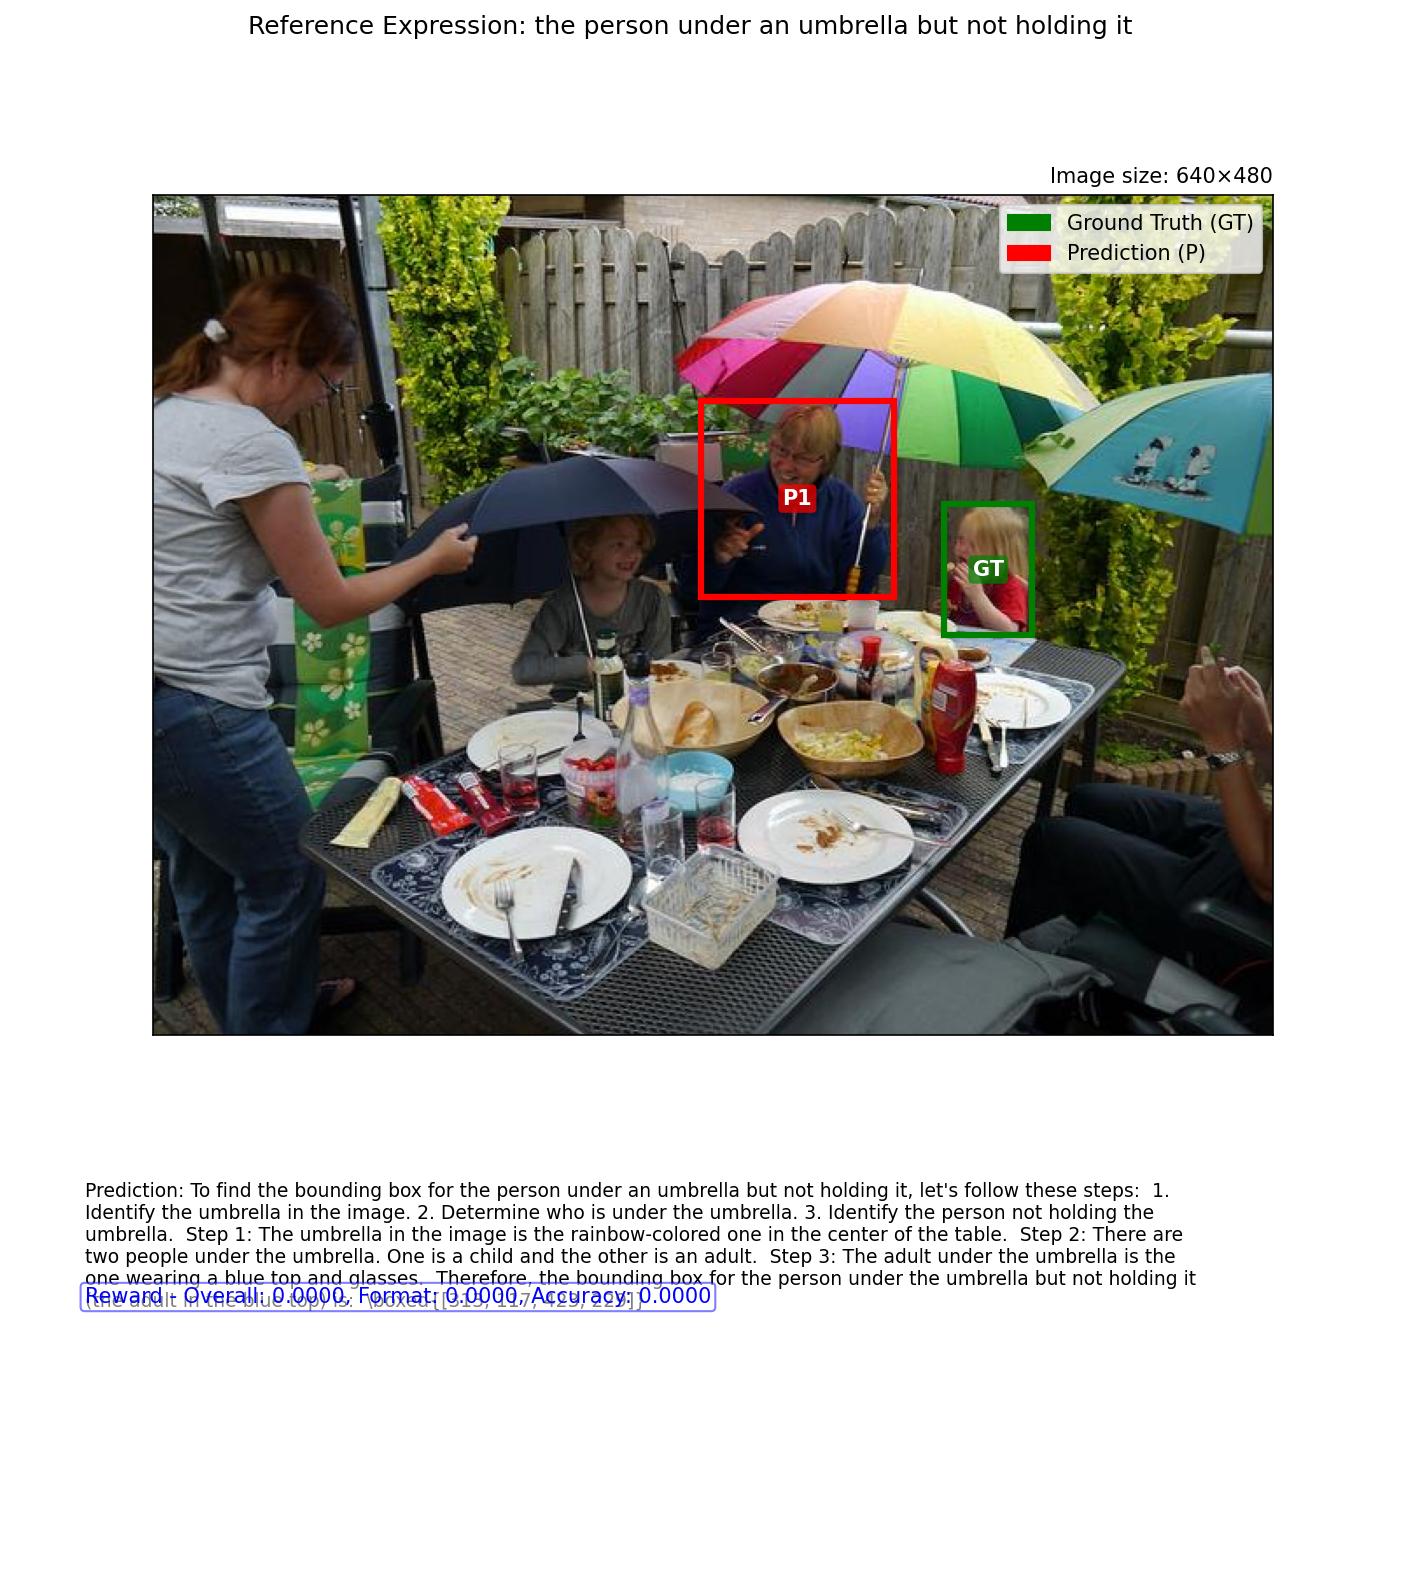 Reference Expression: the person under an umbrella but not holding it
Image size: 640×480
Ground Truth (GT)
Prediction (P)
P1
GT
Prediction: To find the bounding box for the person under an umbrella but not holding it, let's follow these steps:  1.
Identify the umbrella in the image. 2. Determine who is under the umbrella. 3. Identify the person not holding the
umbrella.  Step 1: The umbrella in the image is the rainbow-colored one in the center of the table.  Step 2: There are
two people under the umbrella. One is a child and the other is an adult.  Step 3: The adult under the umbrella is the
one wearing a blue top and glasses.  Therefore, the bounding box for the person under the umbrella but not holding it
(the adult in the blue top) is:
Reward - Overall: 0.0000, Format: 0.0000, Accuracy: 0.0000